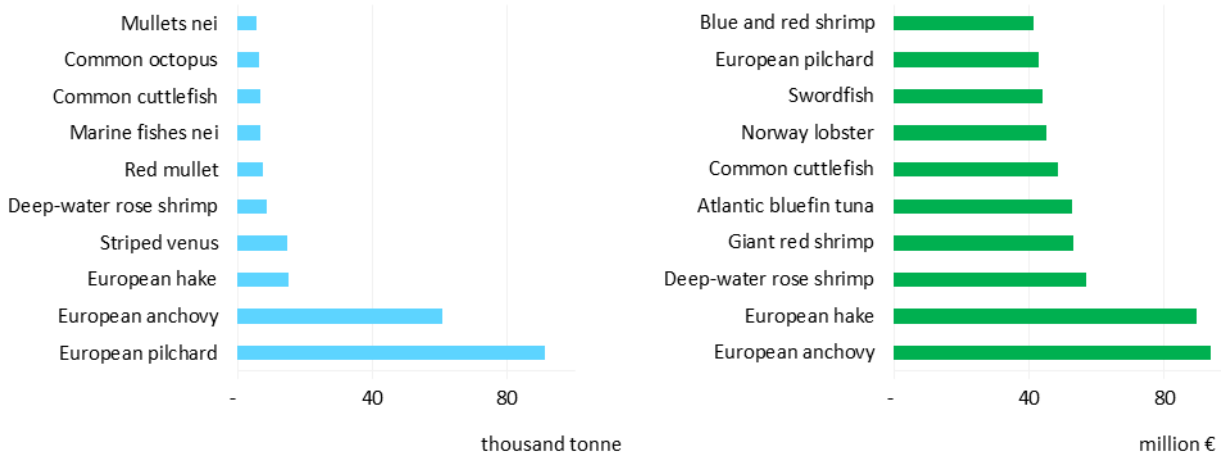 Mullets nei
Common octopus
Common cuttlefish
Marine fishes nei
Red mullet
Deep-water rose shrimp
Striped venus
European hake
European anchovy
European pilchard
- 40 80
thousand tonne
Blue and red shrimp
European pilchard
Swordfish
Norway lobster
Common cuttlefish
Atlantic bluefin tuna
Giant red shrimp
Deep-water rose shrimp
European hake
European anchovy
- 40 80
million €